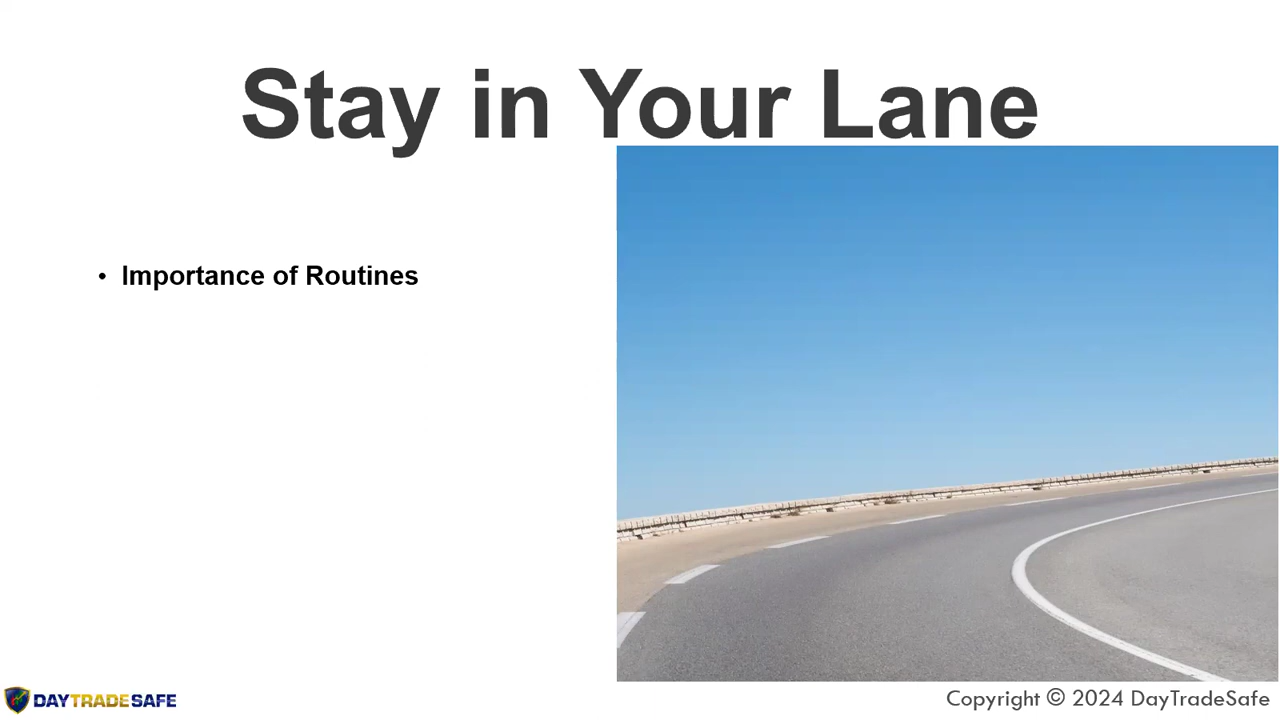 Stay in Your Lane
• Importance of Routines
DAYTRADESAFE
Copyright © 2024 DayTradeSafe